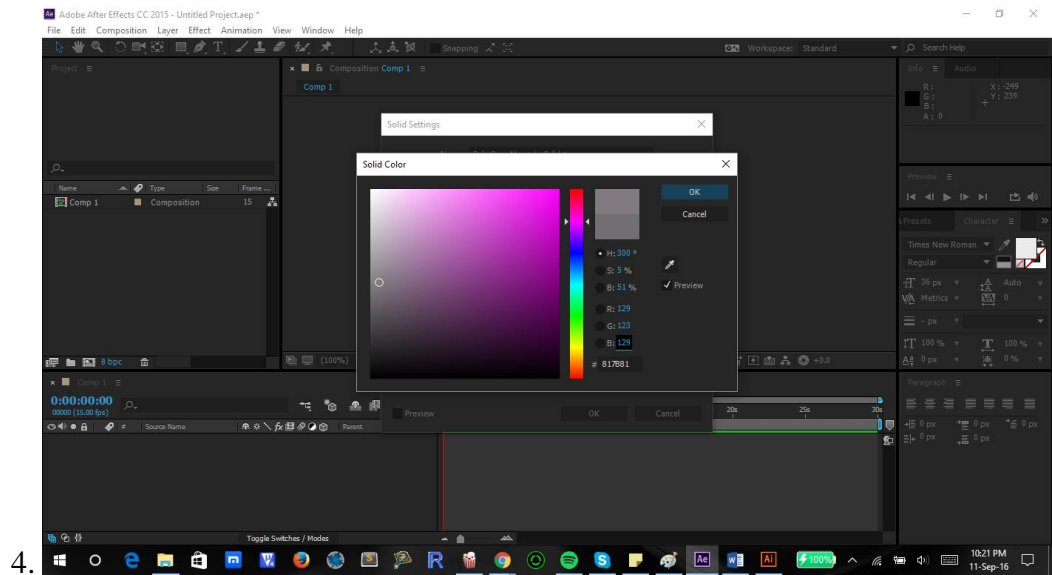 Adobe After Effects CC 2015 - Untitled Project.aep *
File Edit Composition Layer Effect Animation View Window Help
Snapping
Workspace: Standard
Search Help
Project
Composition Comp 1
Comp 1
Info Audio
R: X: -249
G: Y: 239
B:
A: 0
Solid Settings
Solid Color
OK
Cancel
H: 300 °
S: 5 %
B: 51 %
Preview
R: 129
G: 123
B: 129
# 817B81
Name Type Size Frame ...
Comp 1 Composition 15
8 bpc
(100%)
+0.0
Preview
Presets Character
Times New Roman
Regular
36 px Auto
Metrics 0
- px
100 % 100 %
0 px 0 %
Paragraph
0 px 0 px 0 px
0 px 0 px
Comp 1
0:00:00:00
00000 (15.00 fps)
# Source Name Parent
Preview OK Cancel
20s 25s 30s
Toggle Switches / Modes
4.
100%
10:21 PM
11-Sep-16